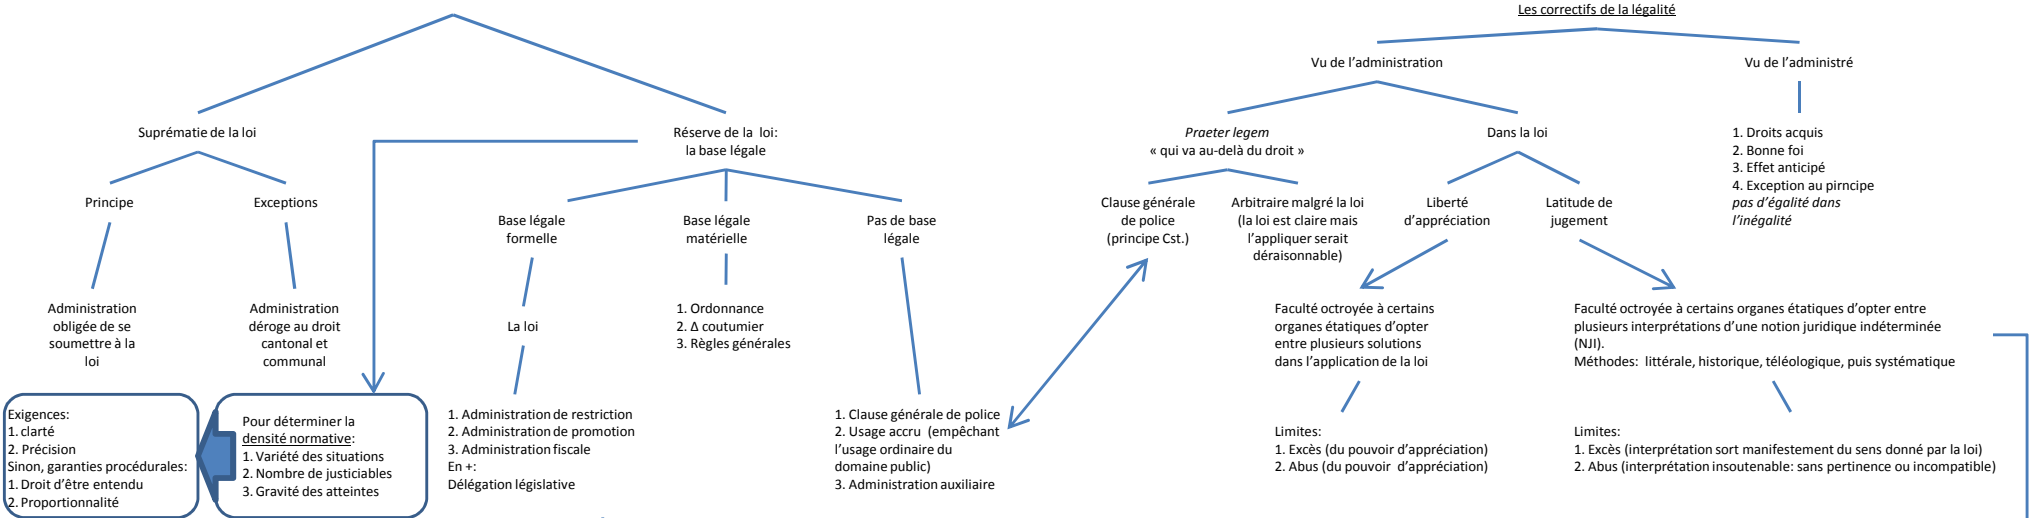 Les correctifs de la légalité
Vu de l'administration
Vu de l'administré
Suprématie de la loi
Réserve de la loi:
la base légale
Praeter legem
« qui va au-delà du droit »
Dans la loi
1. Droits acquis
2. Bonne foi
3. Effet anticipé
4. Exception au pirncipe
pas d'égalité dans
l'inégalité
Principe
Exceptions
Base légale
formelle
Base légale
matérielle
Pas de base
légale
Clause générale
de police
(principe Cst.)
Arbitraire malgré la loi
(la loi est claire mais
l'appliquer serait
déraisonnable)
Liberté
d'appréciation
Latitude de
jugement
Administration
obligée de se
soumettre à la
loi
Administration
déroge au droit
cantonal et
communal
La loi
1. Ordonnance
2. Δ coutumier
3. Règles générales
Faculté octroyée à certains
organes étatiques d'opter
entre plusieurs solutions
dans l'application de la loi
Faculté octroyée à certains organes étatiques d'opter entre
plusieurs interprétations d'une notion juridique indéterminée
(NJI).
Méthodes: littérale, historique, téléologique, puis systématique
Exigences:
1. clarté
2. Précision
Sinon, garanties procédurales:
1. Droit d'être entendu
2. Proportionnalité
Pour déterminer la
densité normative:
1. Variété des situations
2. Nombre de justiciables
3. Gravité des atteintes
1. Administration de restriction
2. Administration de promotion
3. Administration fiscale
En +:
Délégation législative
1. Clause générale de police
2. Usage accru (empêchant
l'usage ordinaire du
domaine public)
3. Administration auxiliaire
Limites:
1. Excès (du pouvoir d'appréciation)
2. Abus (du pouvoir d'appréciation)
Limites:
1. Excès (interprétation sort manifestement du sens donné par la loi)
2. Abus (interprétation insoutenable: sans pertinence ou incompatible)